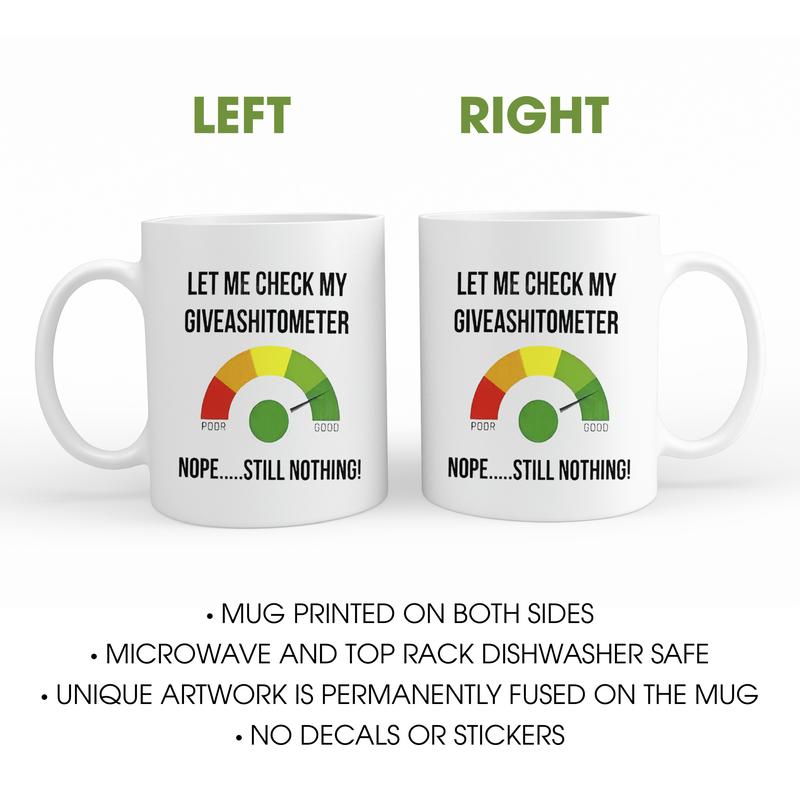 LEFT
RIGHT
LET ME CHECK MY
GIVEASHITOMETER
POOR
GOOD
NOPE.....STILL NOTHING!
LET ME CHECK MY
GIVEASHITOMETER
POOR
GOOD
NOPE.....STILL NOTHING!
• MUG PRINTED ON BOTH SIDES
• MICROWAVE AND TOP RACK DISHWASHER SAFE
• UNIQUE ARTWORK IS PERMANENTLY FUSED ON THE MUG
• NO DECALS OR STICKERS